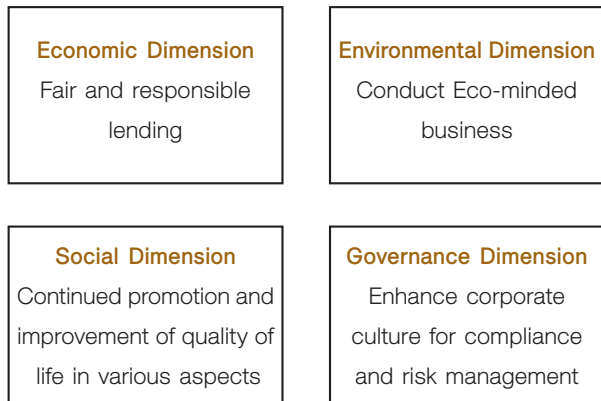 Economic Dimension
Fair and responsible
lending
Environmental Dimension
Conduct Eco-minded
business
Social Dimension
Continued promotion and
improvement of quality of
life in various aspects
Governance Dimension
Enhance corporate
culture for compliance
and risk management